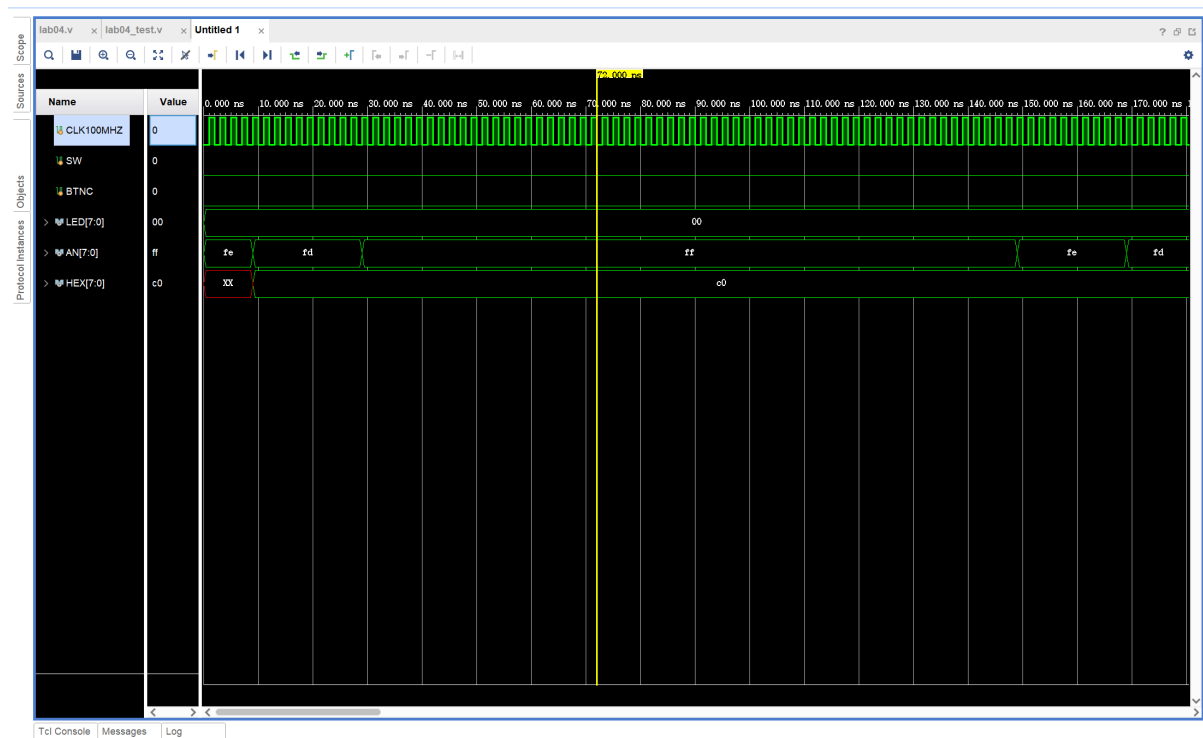 lab04.v × lab04_test.v × Untitled 1 ×
?
Scope
Sources
Objects
Protocol Instances
72.000 ns
Name Value
0.000 ns 10.000 ns 20.000 ns 30.000 ns 40.000 ns 50.000 ns 60.000 ns 70.000 ns 80.000 ns 90.000 ns 100.000 ns 110.000 ns 120.000 ns 130.000 ns 140.000 ns 150.000 ns 160.000 ns 170.000 ns
CLK100MHZ 0
SW 0
BTNC 0
LED[7:0] 00 00
AN[7:0] ff fe fd ff fe fd
HEX[7:0] c0 XX c0
Tcl Console Messages Log